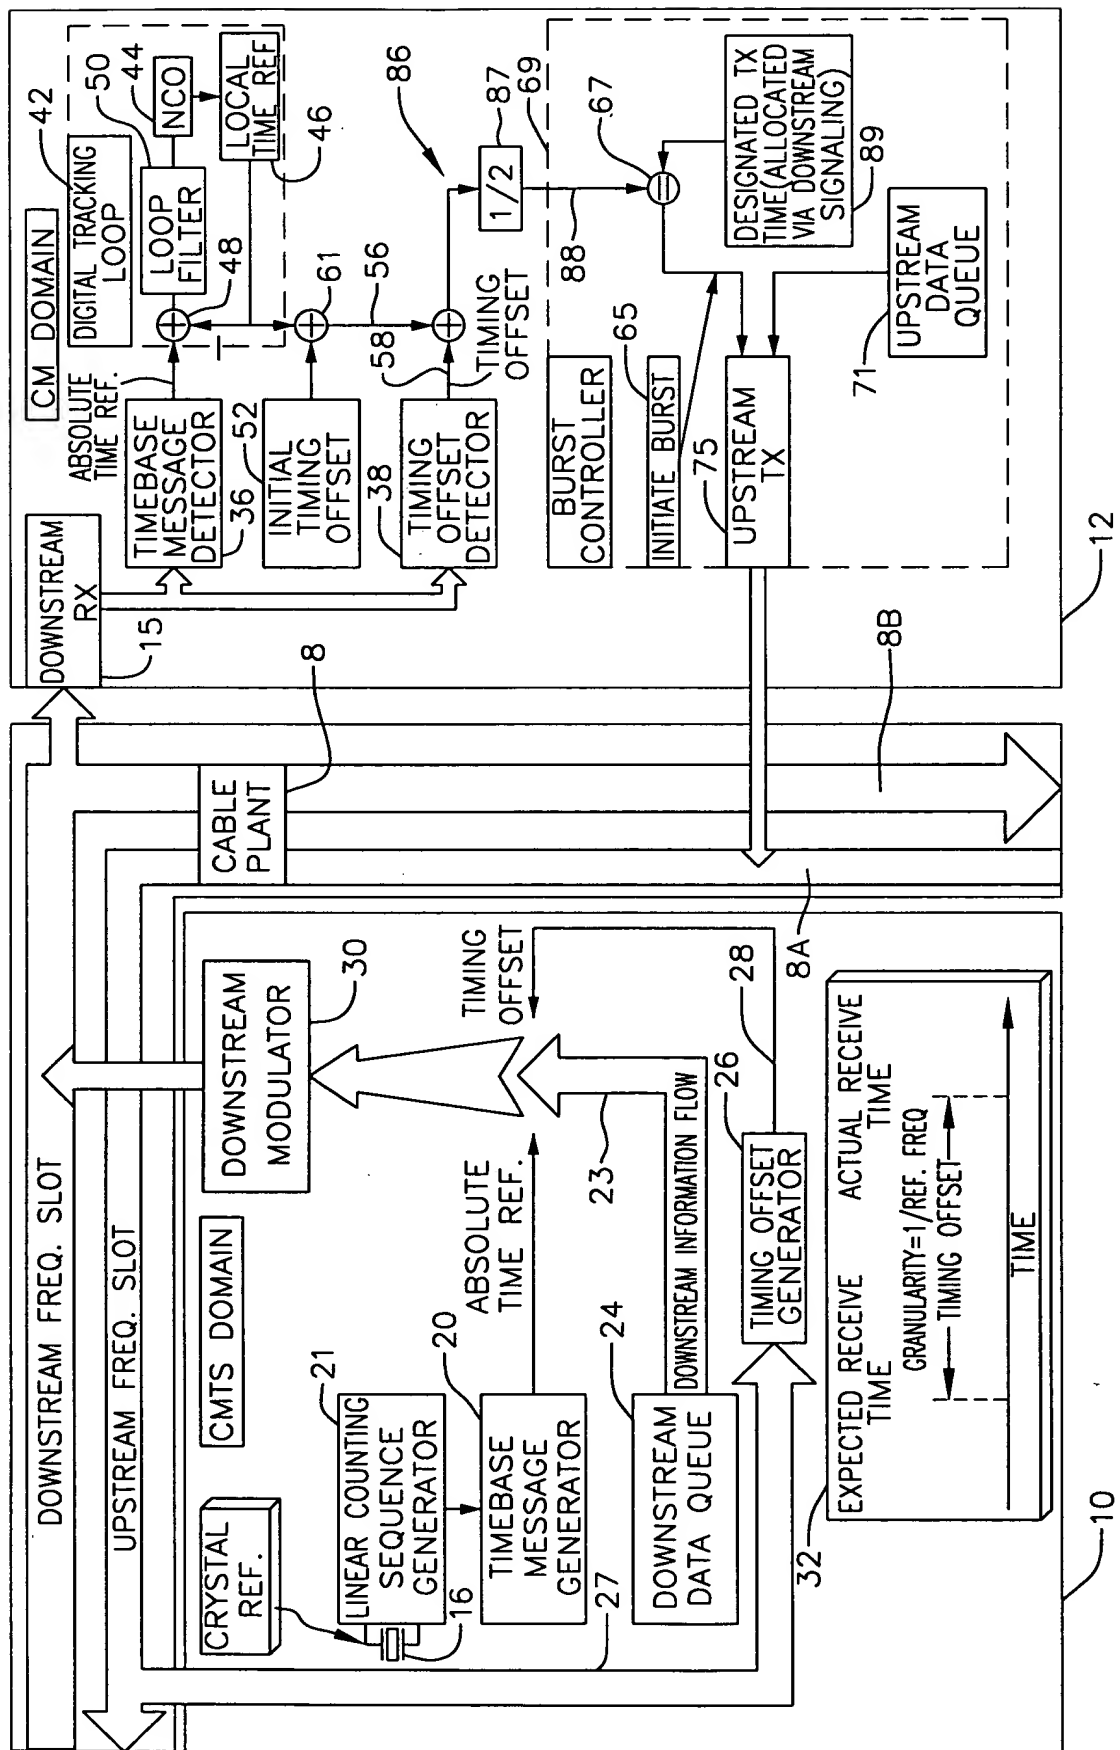 DOWNSTREAM FREQ. SLOT
UPSTREAM FREQ. SLOT
CRYSTAL
REF.
CMTS DOMAIN
DOWNSTREAM
MODULATOR
30
CABLE
PLANT
8
21
LINEAR COUNTING
SEQUENCE
GENERATOR
16
20
TIMEBASE
MESSAGE
GENERATOR
ABSOLUTE
TIME REF.
TIMING
OFFSET
27
24
DOWNSTREAM
DATA QUEUE
DOWNSTREAM INFORMATION FLOW
23
26
TIMING OFFSET
GENERATOR
28
8A
8B
32
EXPECTED RECEIVE
TIME
ACTUAL RECEIVE
TIME
GRANULARITY=1/REF. FREQ
TIMING OFFSET
TIME
10
DOWNSTREAM
RX
15
CM DOMAIN
ABSOLUTE
TIME REF.
DIGITAL TRACKING
LOOP
42
TIMEBASE
MESSAGE
DETECTOR
36
48
LOOP
FILTER
50
NCO
44
LOCAL
TIME REF
46
INITIAL
TIMING
OFFSET
52
61
56
TIMING
OFFSET
DETECTOR
38
58
TIMING
OFFSET
86
1/2
87
88
69
BURST
CONTROLLER
INITIATE BURST
65
67
DESIGNATED TX
TIME(ALLOCATED
VIA DOWNSTREAM
SIGNALING)
89
75
UPSTREAM
TX
71
UPSTREAM
DATA
QUEUE
12